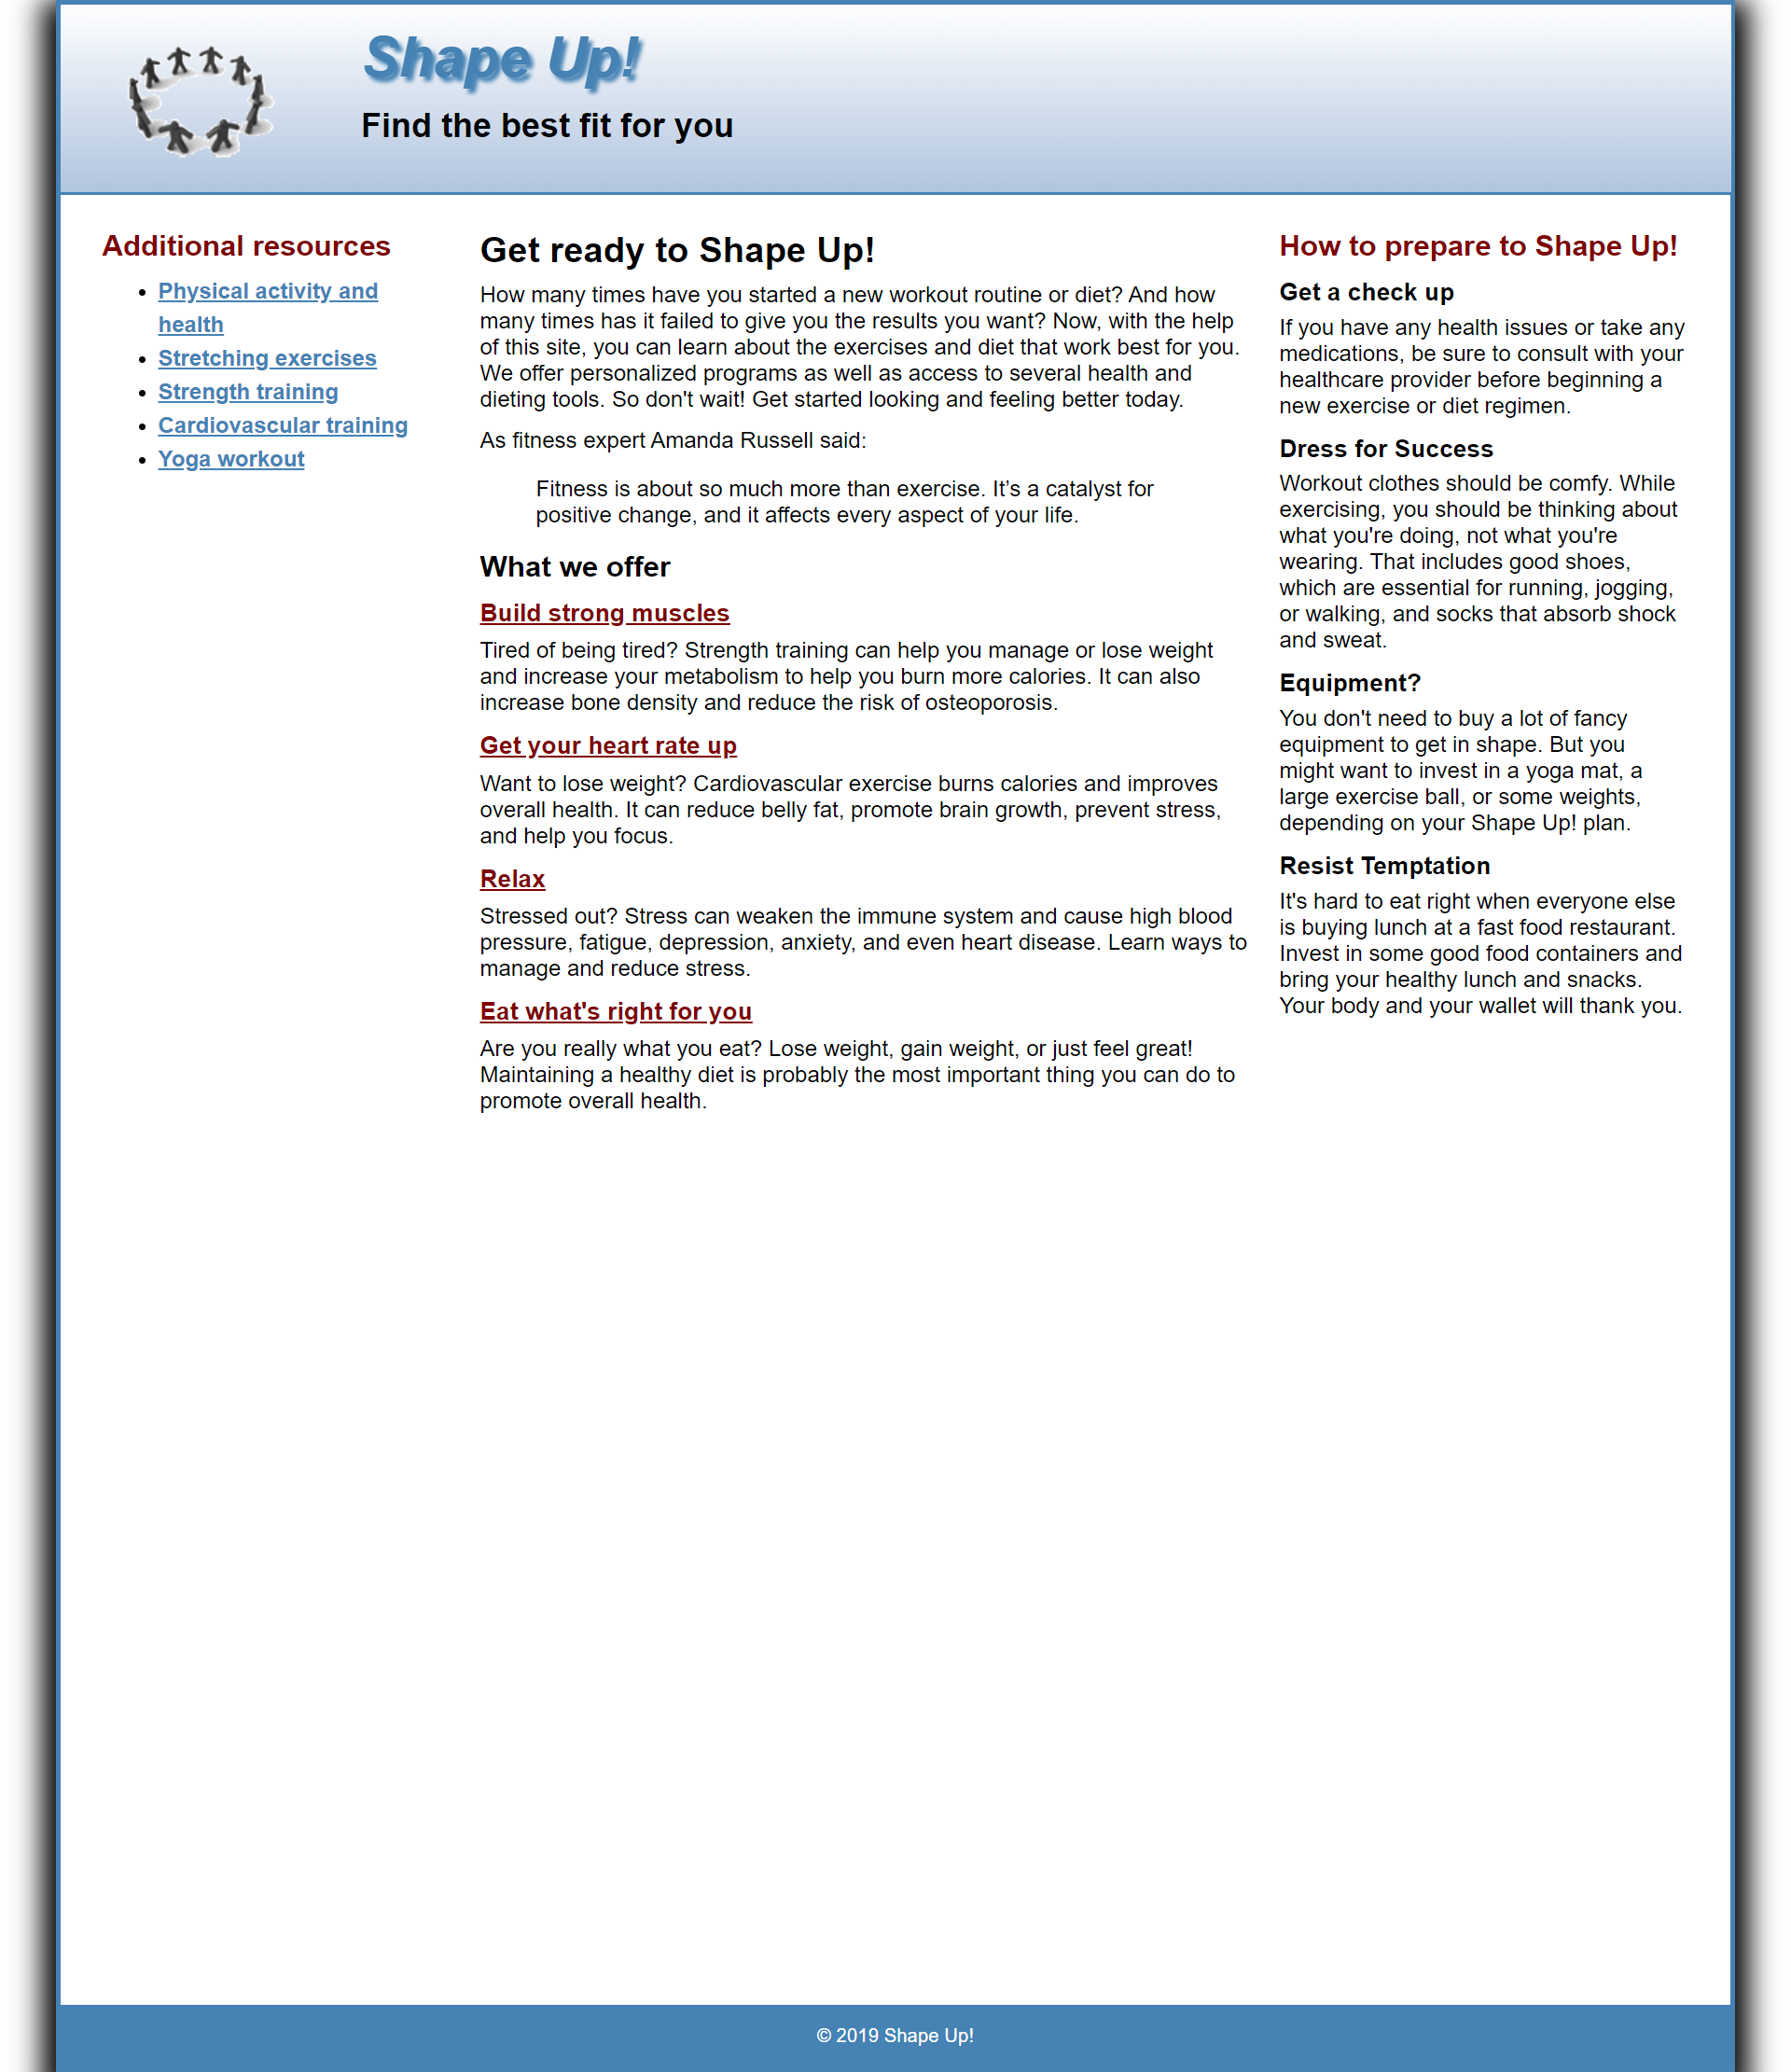 Shape Up!
Find the best fit for you
Additional resources
Physical activity and
health
Stretching exercises
Strength training
Cardiovascular training
Yoga workout
Get ready to Shape Up!
How many times have you started a new workout routine or diet? And how
many times has it failed to give you the results you want? Now, with the help
of this site, you can learn about the exercises and diet that work best for you.
We offer personalized programs as well as access to several health and
dieting tools. So don't wait! Get started looking and feeling better today.
As fitness expert Amanda Russell said:
Fitness is about so much more than exercise. It’s a catalyst for
positive change, and it affects every aspect of your life.
What we offer
Build strong muscles
Tired of being tired? Strength training can help you manage or lose weight
and increase your metabolism to help you burn more calories. It can also
increase bone density and reduce the risk of osteoporosis.
Get your heart rate up
Want to lose weight? Cardiovascular exercise burns calories and improves
overall health. It can reduce belly fat, promote brain growth, prevent stress,
and help you focus.
Relax
Stressed out? Stress can weaken the immune system and cause high blood
pressure, fatigue, depression, anxiety, and even heart disease. Learn ways to
manage and reduce stress.
Eat what's right for you
Are you really what you eat? Lose weight, gain weight, or just feel great!
Maintaining a healthy diet is probably the most important thing you can do to
promote overall health.
How to prepare to Shape Up!
Get a check up
If you have any health issues or take any
medications, be sure to consult with your
healthcare provider before beginning a
new exercise or diet regimen.
Dress for Success
Workout clothes should be comfy. While
exercising, you should be thinking about
what you're doing, not what you're
wearing. That includes good shoes,
which are essential for running, jogging,
or walking, and socks that absorb shock
and sweat.
Equipment?
You don't need to buy a lot of fancy
equipment to get in shape. But you
might want to invest in a yoga mat, a
large exercise ball, or some weights,
depending on your Shape Up! plan.
Resist Temptation
It's hard to eat right when everyone else
is buying lunch at a fast food restaurant.
Invest in some good food containers and
bring your healthy lunch and snacks.
Your body and your wallet will thank you.
© 2019 Shape Up!